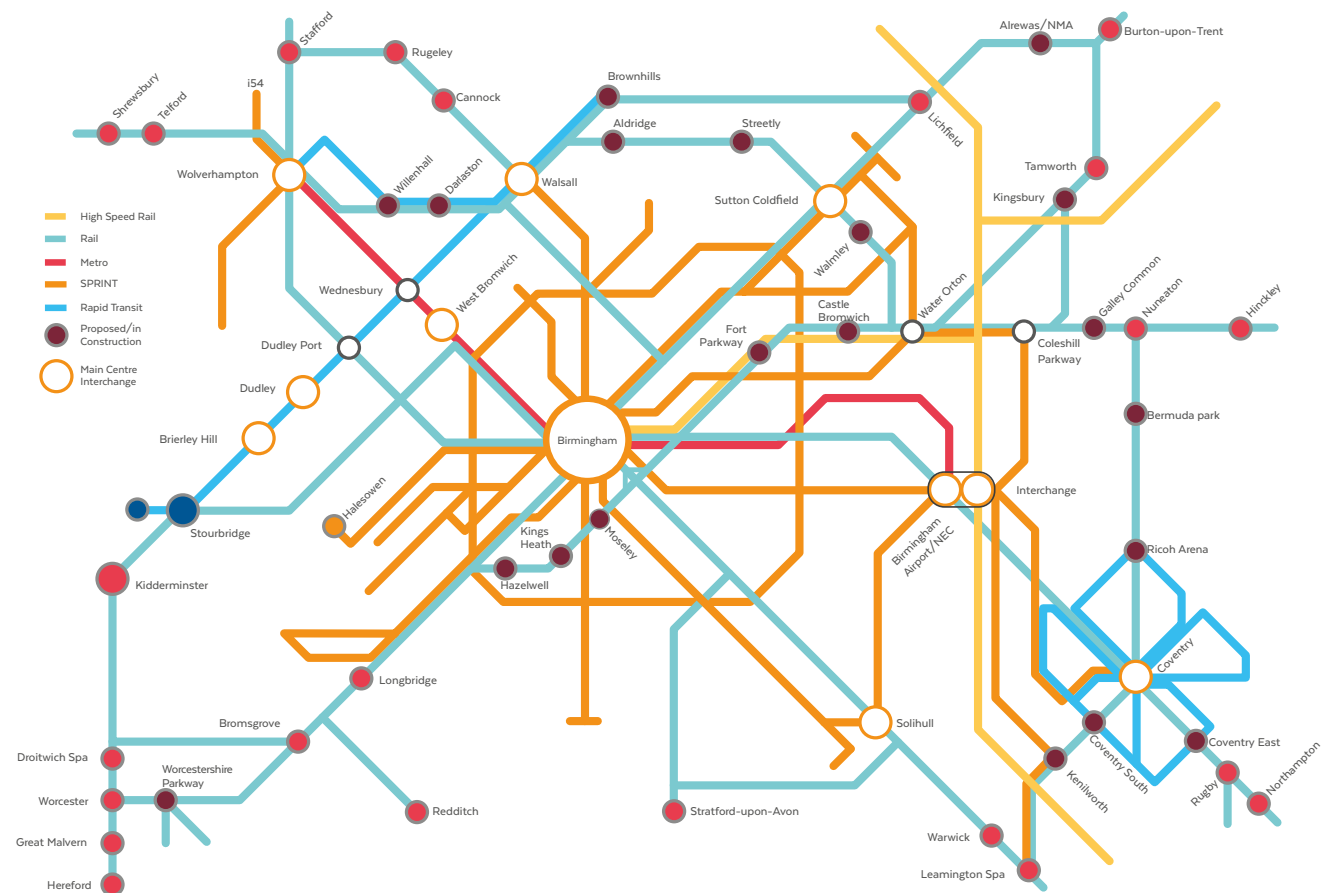 Stafford
Rugeley
Alrewas/NMA
Burton-upon-Trent
Shrewsbury
Telford
i54
Cannock
Brownhills
Lichfield
Aldridge
Streetly
Wolverhampton
Willenhall
Darlaston
Walsall
Sutton Coldfield
Tamworth
Kingsbury
High Speed Rail
Rail
Metro
SPRINT
Rapid Transit
Proposed/in
Construction
Main Centre
Interchange
Wednesbury
West Bromwich
Walmley
Water Orton
Castle
Bromwich
Fort
Parkway
Coleshill
Parkway
Galley Common
Nuneaton
Hinckley
Dudley Port
Dudley
Brierley Hill
Birmingham
Bermuda park
Halesowen
Stourbridge
Interchange
Birmingham
Airport/NEC
Kings
Heath
Moseley
Hazelwell
Ricoh Arena
Kidderminster
Coventry
Longbridge
Bromsgrove
Solihull
Coventry South
Coventry East
Droitwich Spa
Worcestershire
Parkway
Kenilworth
Rugby
Northampton
Worcester
Redditch
Stratford-upon-Avon
Great Malvern
Warwick
Hereford
Leamington Spa